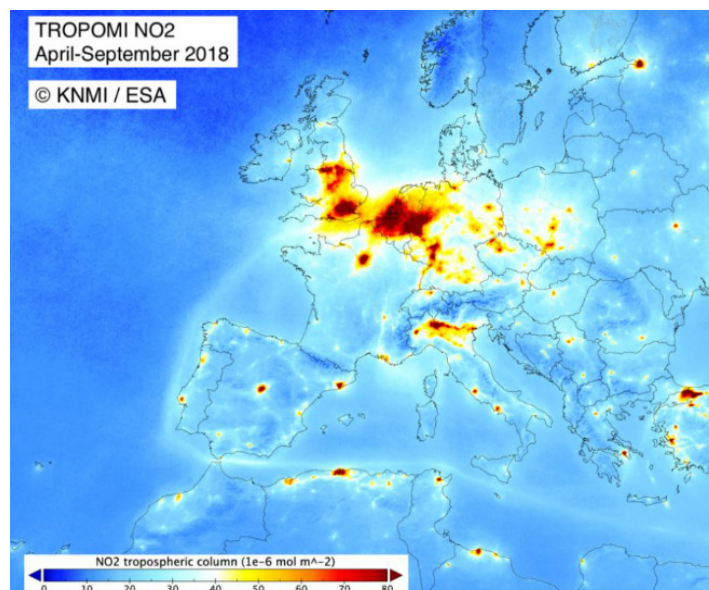 TROPOMI NO2
April-September 2018
© KNMI / ESA
NO2 tropospheric column (1e-6 mol m^-2)
0 10 20 30 40 50 60 70 80